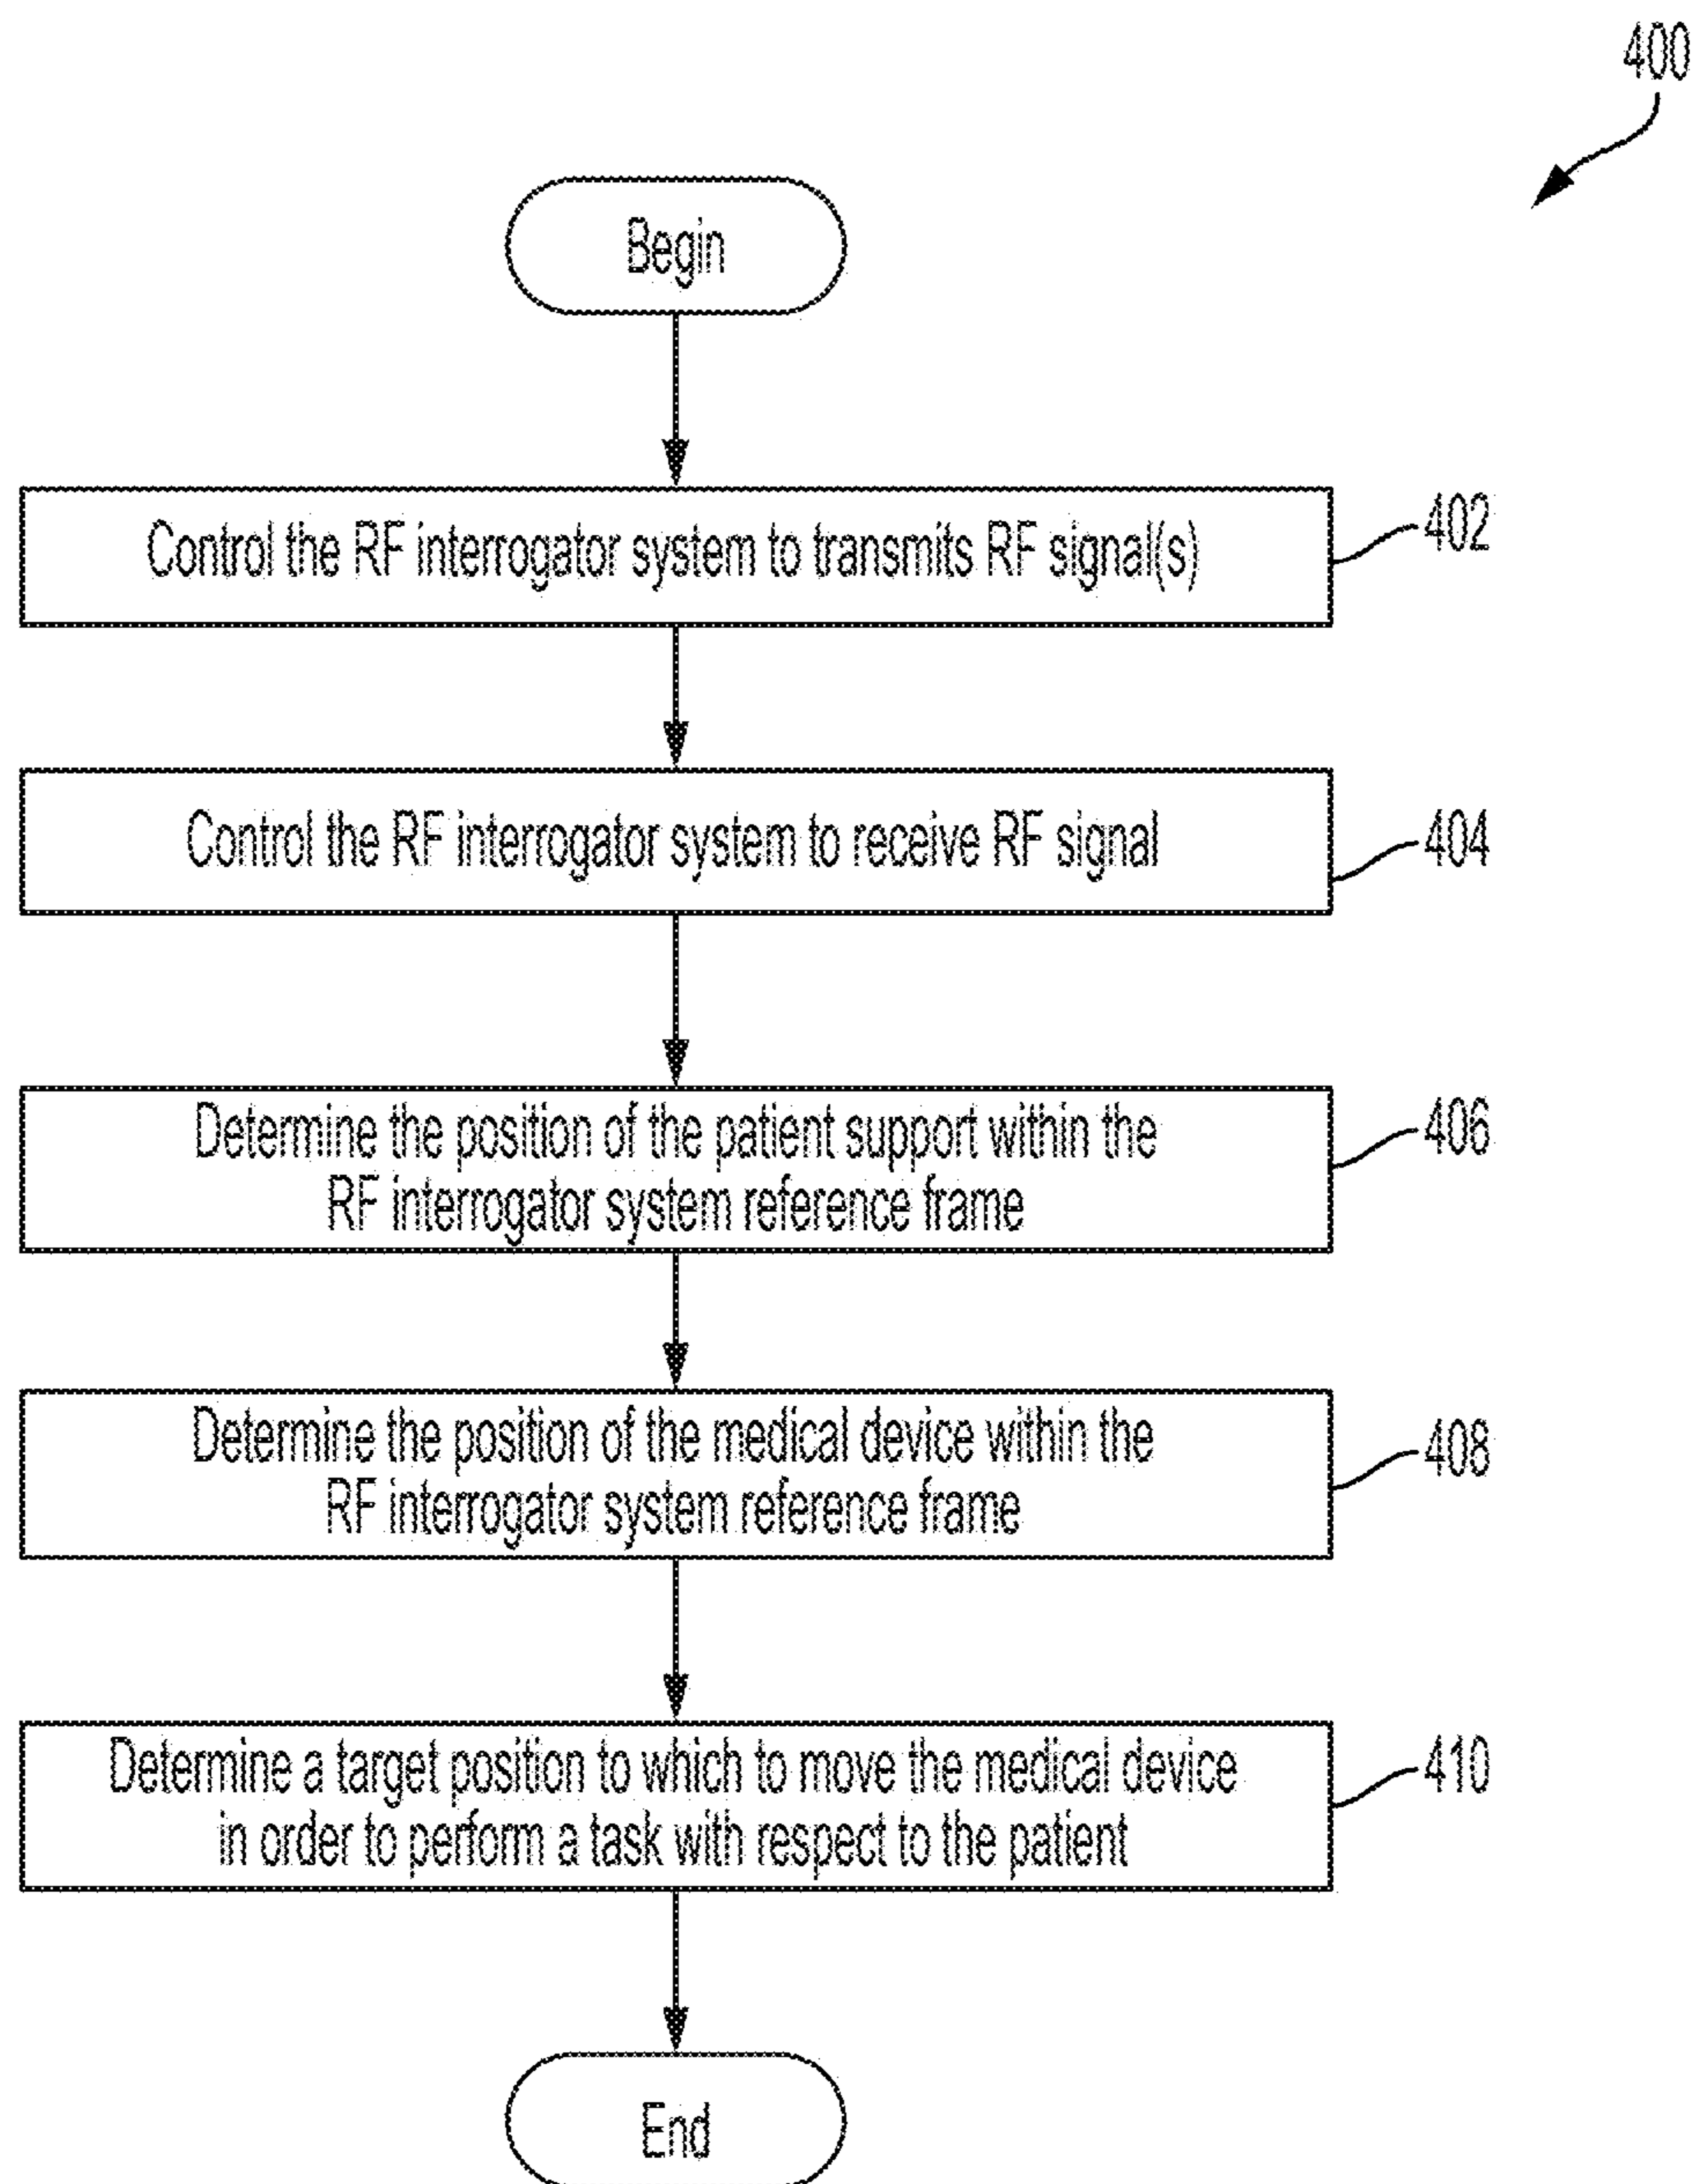 400
Begin
Control the RF interrogator system to transmits RF signal(s)
402
Control the RF interrogator system to receive RF signal
404
Determine the position of the patient support within the
RF interrogator system reference frame
406
Determine the position of the medical device within the
RF interrogator system reference frame
408
Determine a target position to which to move the medical device
in order to perform a task with respect to the patient
410
End